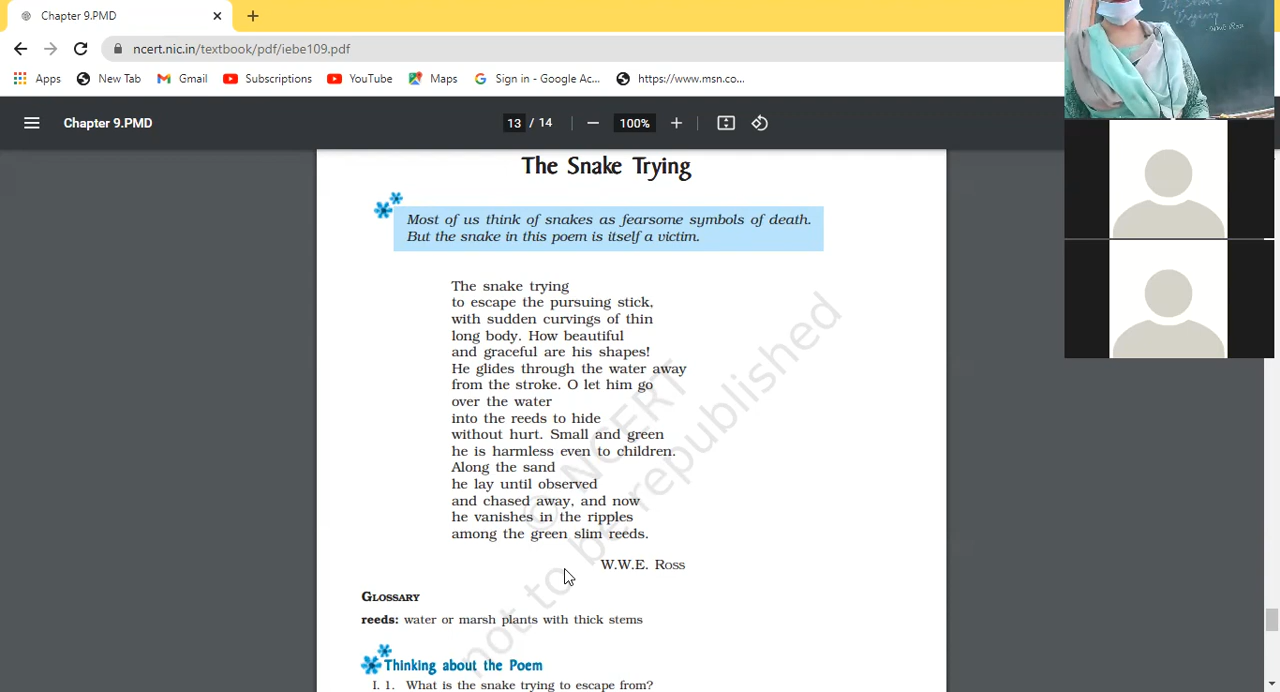 Chapter 9.PMD
ncert.nic.in/textbook/pdf/iebe109.pdf
Apps New Tab Gmail Subscriptions YouTube Maps Sign in - Google Ac... https://www.msn.co...
Chapter 9.PMD 13 / 14 100%
The Snake Trying
Most of us think of snakes as fearsome symbols of death.
But the snake in this poem is itself a victim.
The snake trying
to escape the pursuing stick,
with sudden curvings of thin
long body. How beautiful
and graceful are his shapes!
He glides through the water away
from the stroke. O let him go
over the water
into the reeds to hide
without hurt. Small and green
he is harmless even to children.
Along the sand
he lay until observed
and chased away, and now
he vanishes in the ripples
among the green slim reeds.
W.W.E. Ross
GLOSSARY
reeds: water or marsh plants with thick stems
Thinking about the Poem
I. 1. What is the snake trying to escape from?
© NCERT
not to be republished